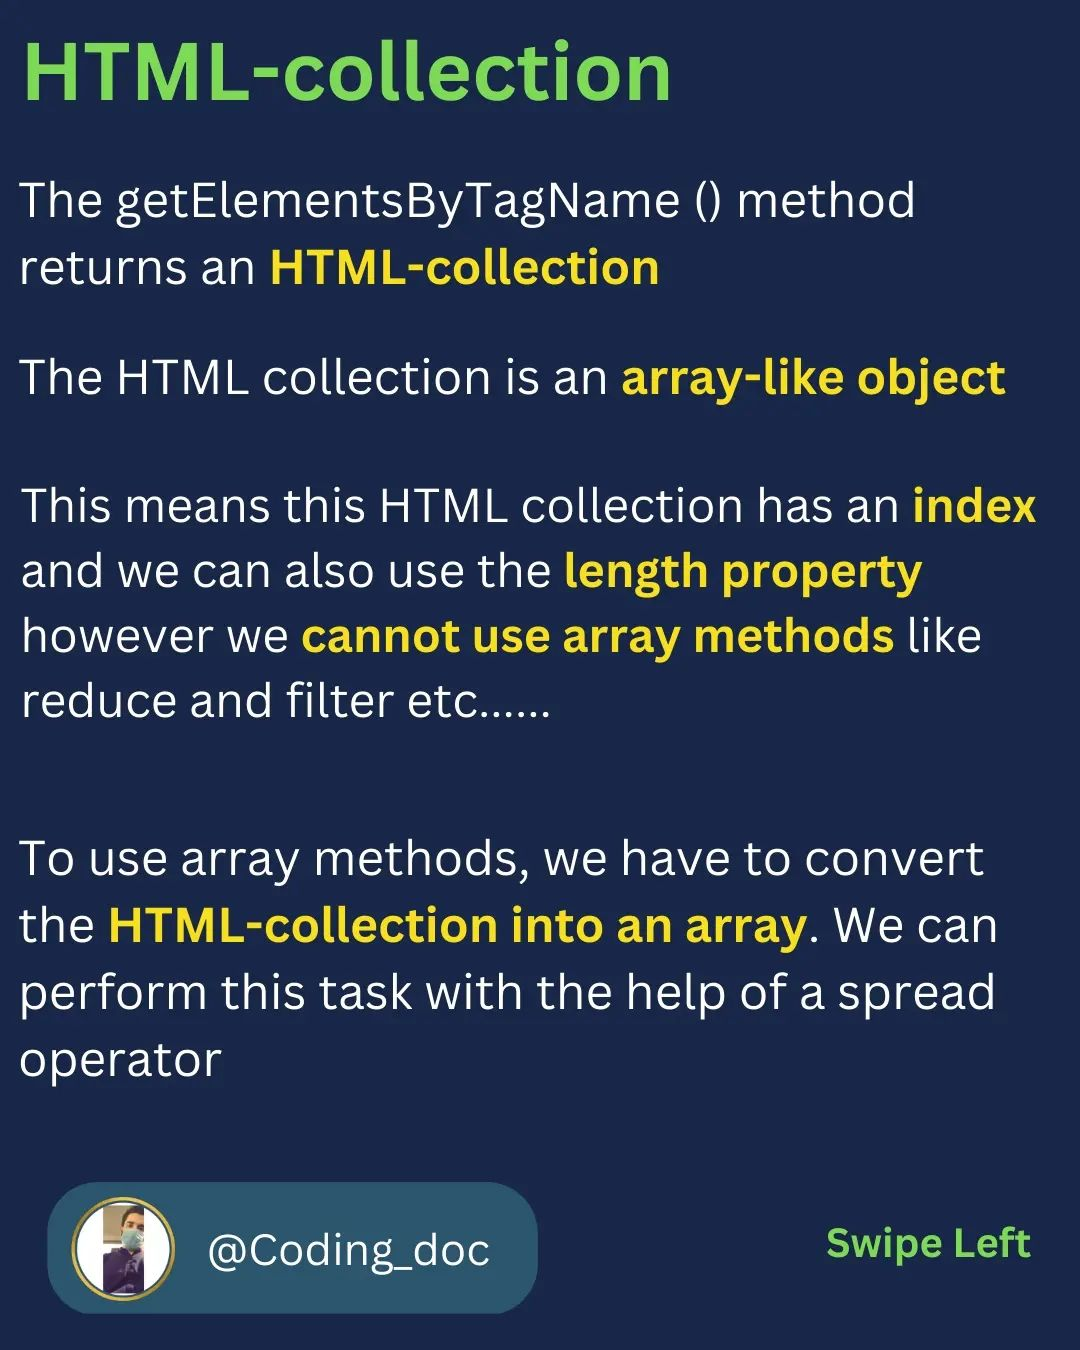 HTML-collection
The getElementsByTagName () method
returns an HTML-collection
The HTML collection is an array-like object
This means this HTML collection has an index
and we can also use the length property
however we cannot use array methods like
reduce and filter etc......
To use array methods, we have to convert
the HTML-collection into an array. We can
perform this task with the help of a spread
operator
@Coding_doc
Swipe Left